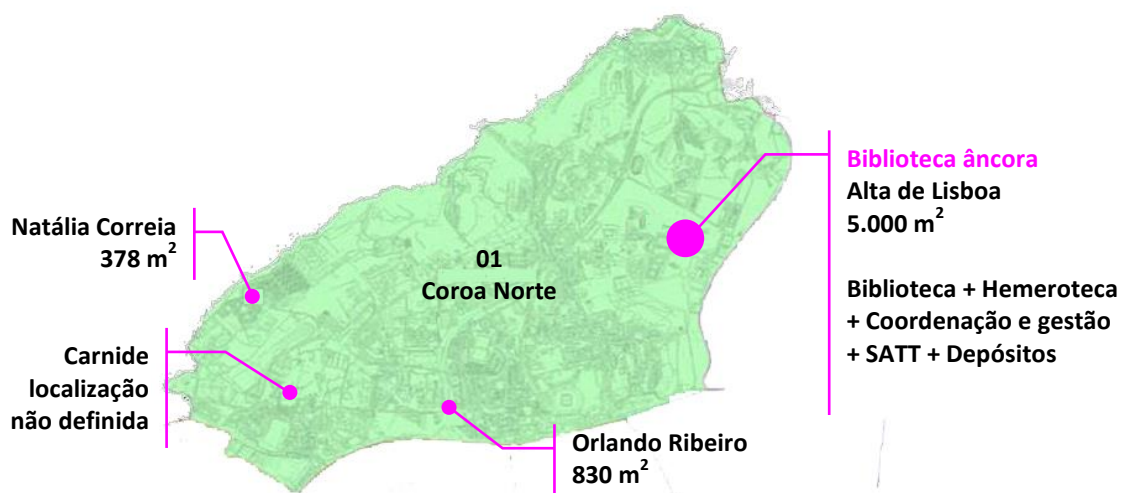 Biblioteca âncora
Alta de Lisboa
5.000 m²
Biblioteca + Hemeroteca
+ Coordenação e gestão
+ SATT + Depósitos
Natália Correia
378 m²
01
Coroa Norte
Carnide
localização
não definida
Orlando Ribeiro
830 m²